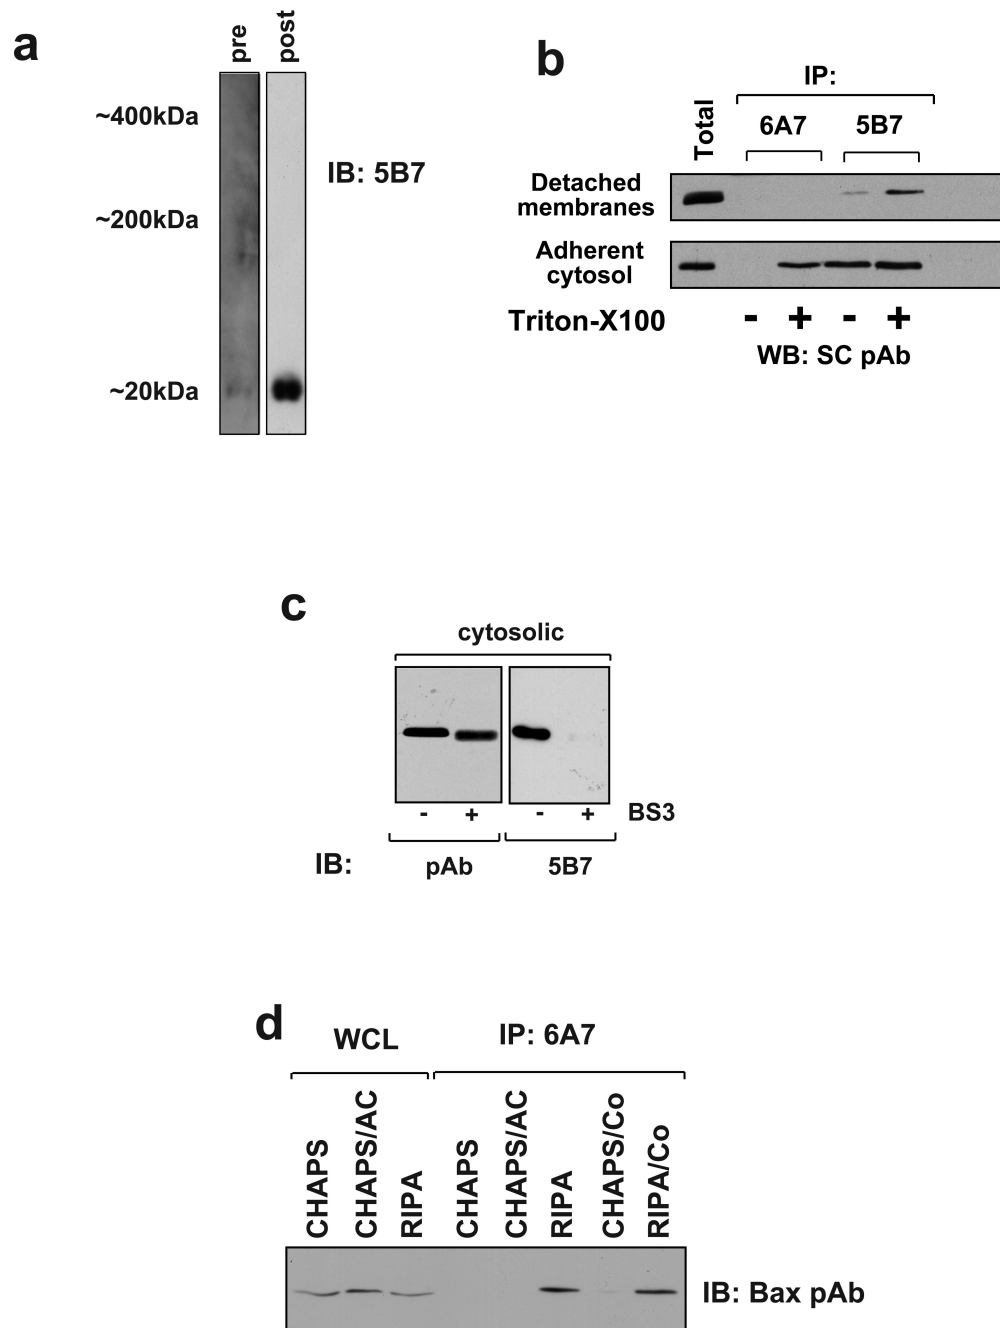 a
pre
post
~400kDa
~200kDa
~20kDa
IB: 5B7
b
IP:
Total
6A7
5B7
Detached
membranes
Adherent
cytosol
Triton-X100
- + - +
WB: SC pAb
c
cytosolic
- + - + BS3
IB: pAb 5B7
d
WCL
IP: 6A7
CHAPS
CHAPS/AC
RIPA
CHAPS
CHAPS/AC
RIPA
CHAPS/Co
RIPA/Co
IB: Bax pAb